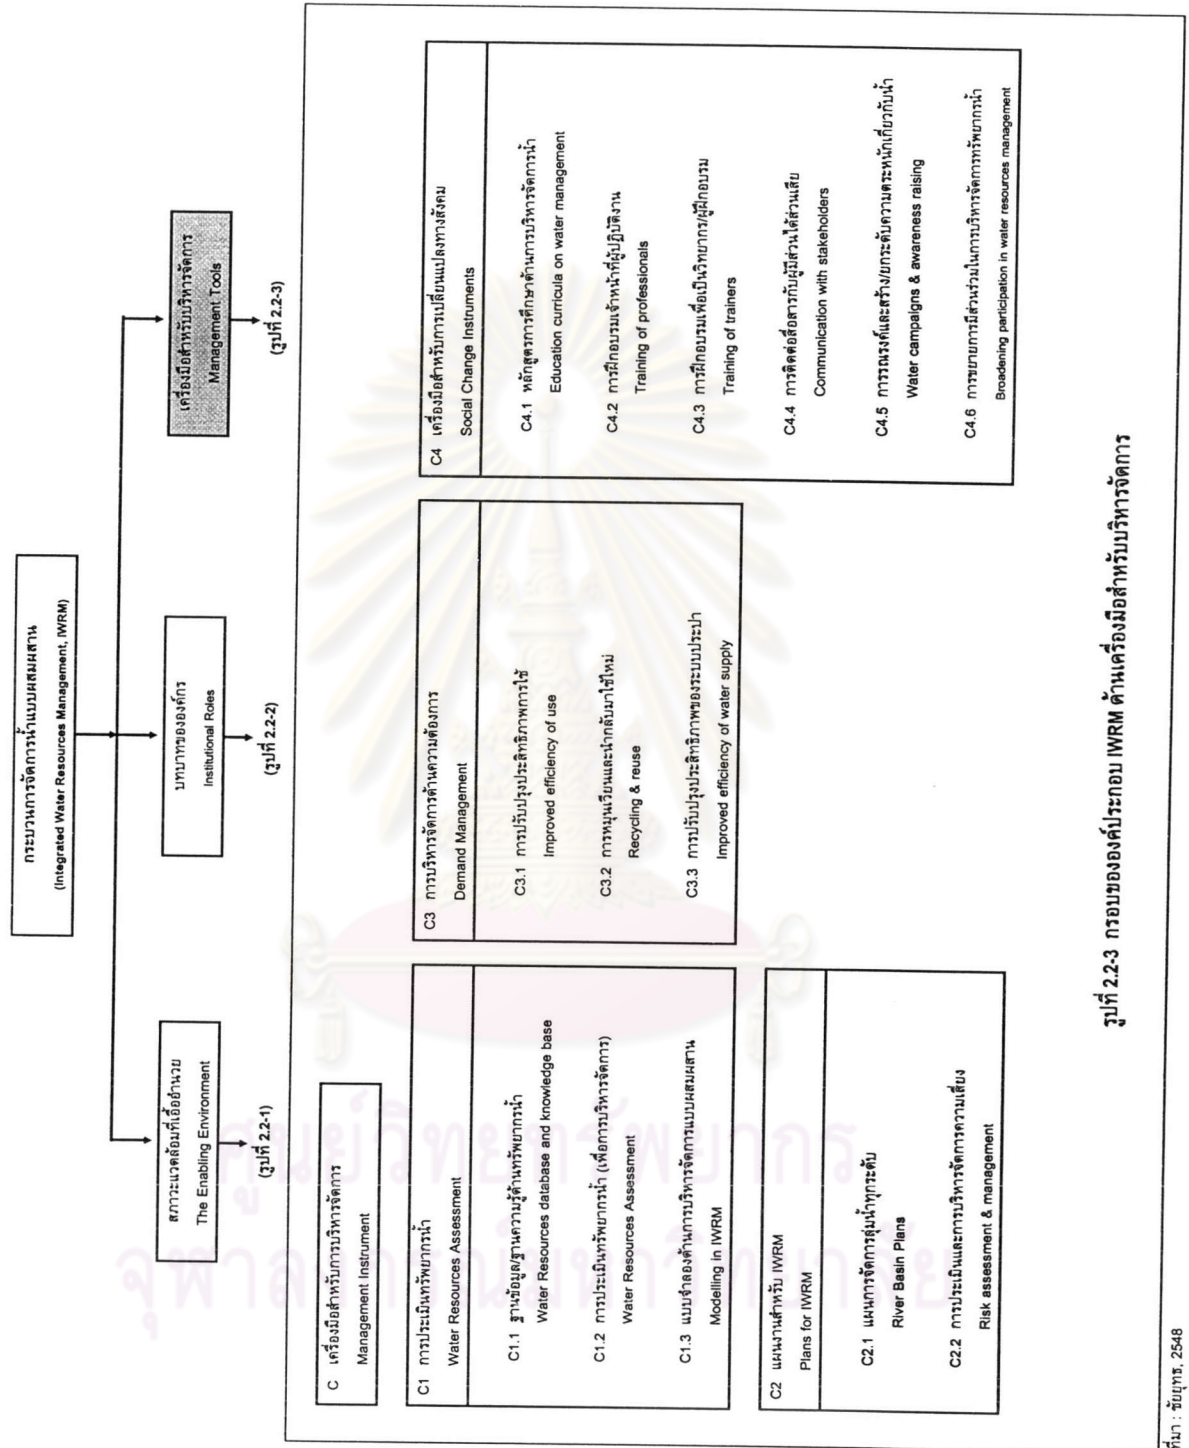 กระบวนการจัดการน้ำแบบผสมผสาน
(Integrated Water Resources Management, IWRM)
สภาวะแวดล้อมที่เอื้ออำนวย
The Enabling Environment
(รูปที่ 2.2-1)
บทบาทขององค์กร
Institutional Roles
(รูปที่ 2.2-2)
เครื่องมือสำหรับบริหารจัดการ
Management Tools
(รูปที่ 2.2-3)
C เครื่องมือสำหรับการบริหารจัดการ
Management Instrument
C1 การประเมินทรัพยากรน้ำ
Water Resources Assessment
C1.1 ฐานข้อมูล/ฐานความรู้ด้านทรัพยากรน้ำ
Water Resources database and knowledge base
C1.2 การประเมินทรัพยากรน้ำ (เพื่อการบริหารจัดการ)
Water Resources Assessment
C1.3 แบบจำลองด้านการบริหารจัดการแบบผสมผสาน
Modelling in IWRM
C2 แผนงานสำหรับ IWRM
Plans for IWRM
C2.1 แผนการจัดการลุ่มน้ำทุกระดับ
River Basin Plans
C2.2 การประเมินและการบริหารจัดการความเสี่ยง
Risk assessment & management
C3 การบริหารจัดการด้านความต้องการ
Demand Management
C3.1 การปรับปรุงประสิทธิภาพการใช้
Improved efficiency of use
C3.2 การหมุนเวียนและนำกลับมาใช้ใหม่
Recycling & reuse
C3.3 การปรับปรุงประสิทธิภาพของระบบประปา
Improved efficiency of water supply
C4 เครื่องมือสำหรับการเปลี่ยนแปลงทางสังคม
Social Change Instruments
C4.1 หลักสูตรการศึกษาด้านการบริหารจัดการน้ำ
Education curricula on water management
C4.2 การฝึกอบรมเจ้าหน้าที่ผู้ปฏิบัติงาน
Training of professionals
C4.3 การฝึกอบรมเพื่อเป็นวิทยากร/ผู้ฝึกอบรม
Training of trainers
C4.4 การติดต่อสื่อสารกับผู้มีส่วนได้ส่วนเสีย
Communication with stakeholders
C4.5 การรณรงค์และสร้าง/ยกระดับความตระหนักเกี่ยวกับน้ำ
Water campaigns & awareness raising
C4.6 การขยายการมีส่วนร่วมในการบริหารจัดการทรัพยากรน้ำ
Broadening participation in water resources management
รูปที่ 2.2-3 กรอบขององค์ประกอบ IWRM ด้านเครื่องมือสำหรับบริหารจัดการ
ที่มา : ชัยยุทธ, 2548
ศูนย์วิทยทรัพยากร
จุฬาลงกรณ์มหาวิทยาลัย